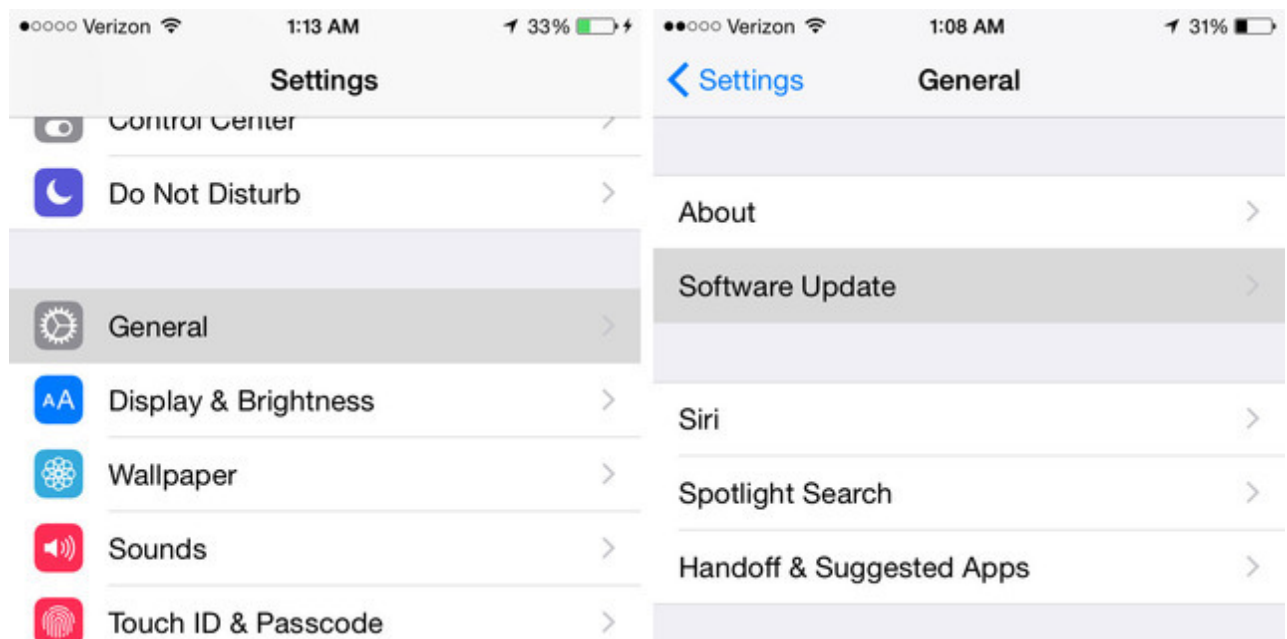 Verizon 1:13 AM 33%
Settings
Control Center
Do Not Disturb
General
AA Display & Brightness
Wallpaper
Sounds
Touch ID & Passcode
Verizon 1:08 AM 31%
Settings General
About
Software Update
Siri
Spotlight Search
Handoff & Suggested Apps